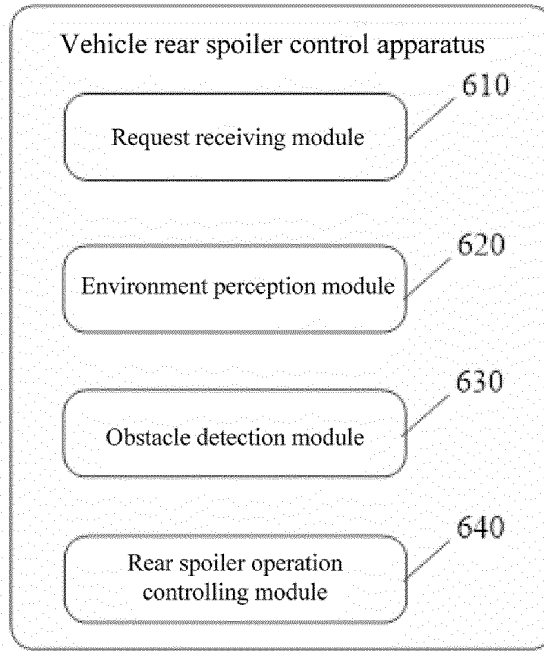 Vehicle rear spoiler control apparatus
610
Request receiving module
620
Environment perception module
630
Obstacle detection module
640
Rear spoiler operation
controlling module